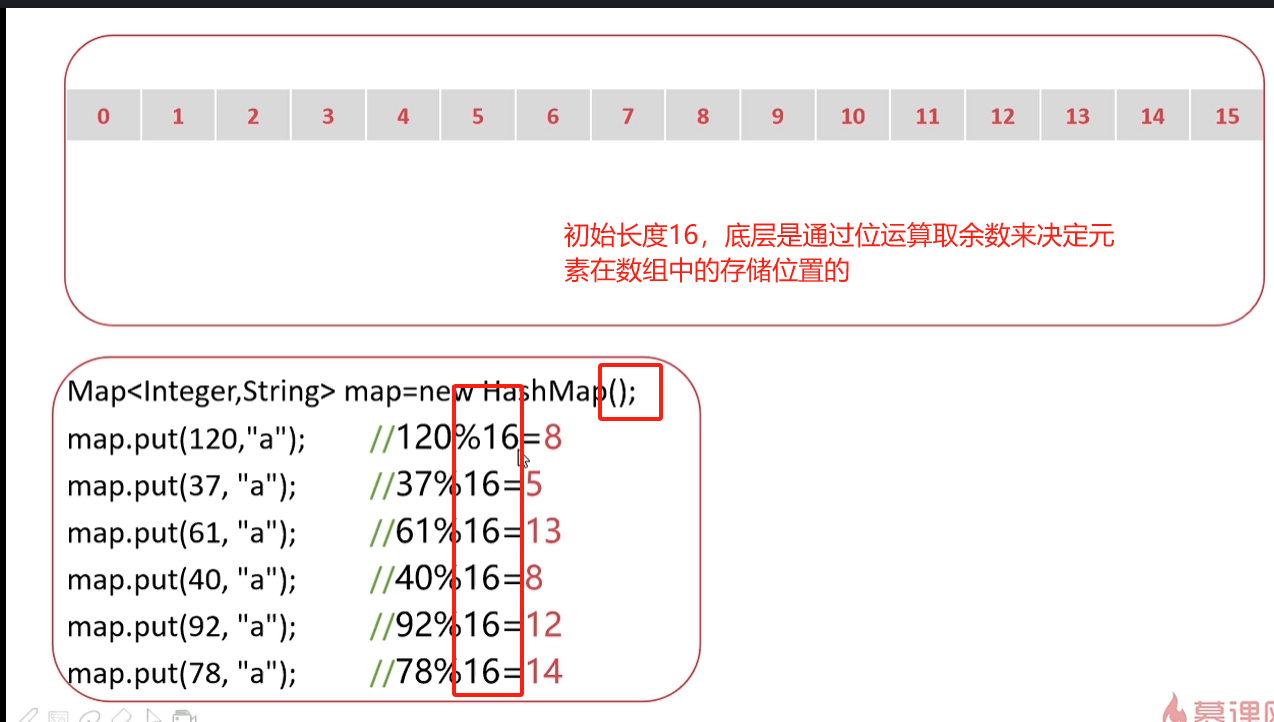 0 1 2 3 4 5 6 7 8 9 10 11 12 13 14 15
初始长度16，底层是通过位运算取余数来决定元
素在数组中的存储位置的
Map<Integer,String> map=new HashMap();
map.put(120,"a"); //120%16=8
map.put(37, "a"); //37%16=5
map.put(61, "a"); //61%16=13
map.put(40, "a"); //40%16=8
map.put(92, "a"); //92%16=12
map.put(78, "a"); //78%16=14
慕课网